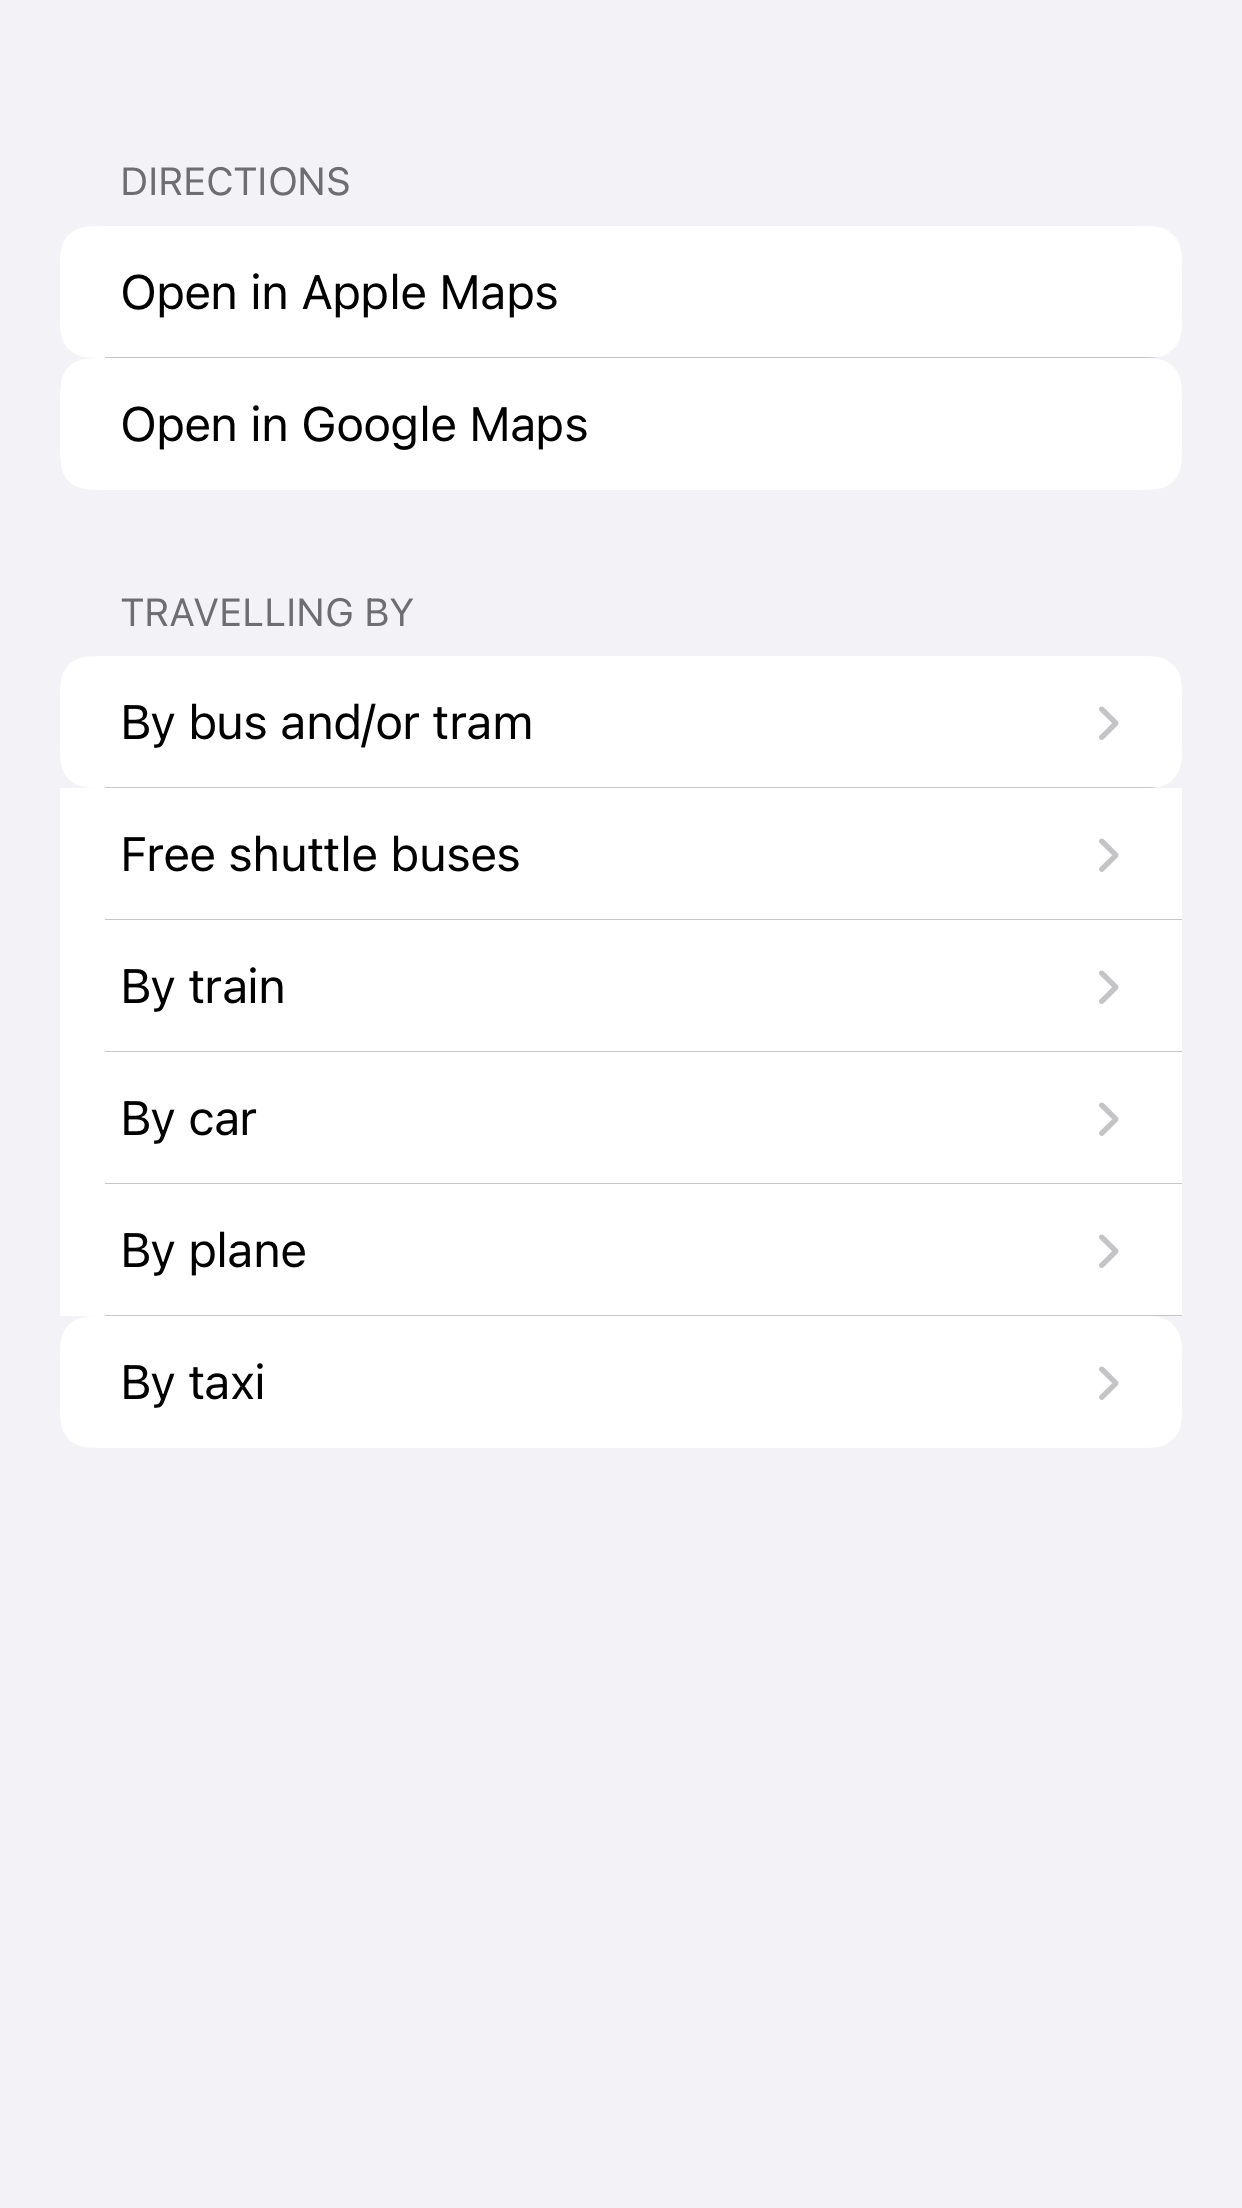 DIRECTIONS
Open in Apple Maps
Open in Google Maps
TRAVELLING BY
By bus and/or tram
Free shuttle buses
By train
By car
By plane
By taxi